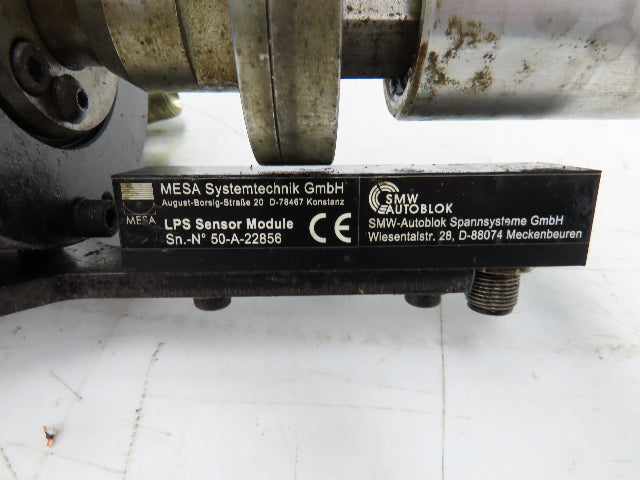 MESA Systemtechnik GmbH
August-Borsig-Straße 20 D-78467 Konstanz
MESA
LPS Sensor Module
Sn.-N° 50-A-22856
CE
SMW
AUTOBLOK
SMW-Autoblok Spannsysteme GmbH
Wiesentalstr. 28, D-88074 Meckenbeuren